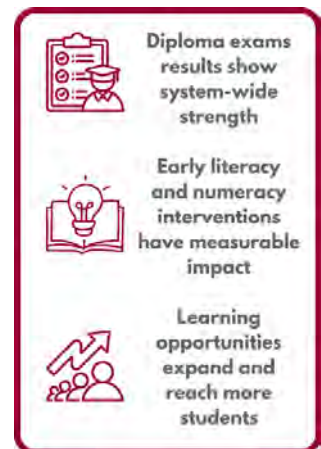 Diploma exams
results show
system-wide
strength
Early literacy
and numeracy
interventions
have measurable
impact
Learning
opportunities
expand and
reach more
students